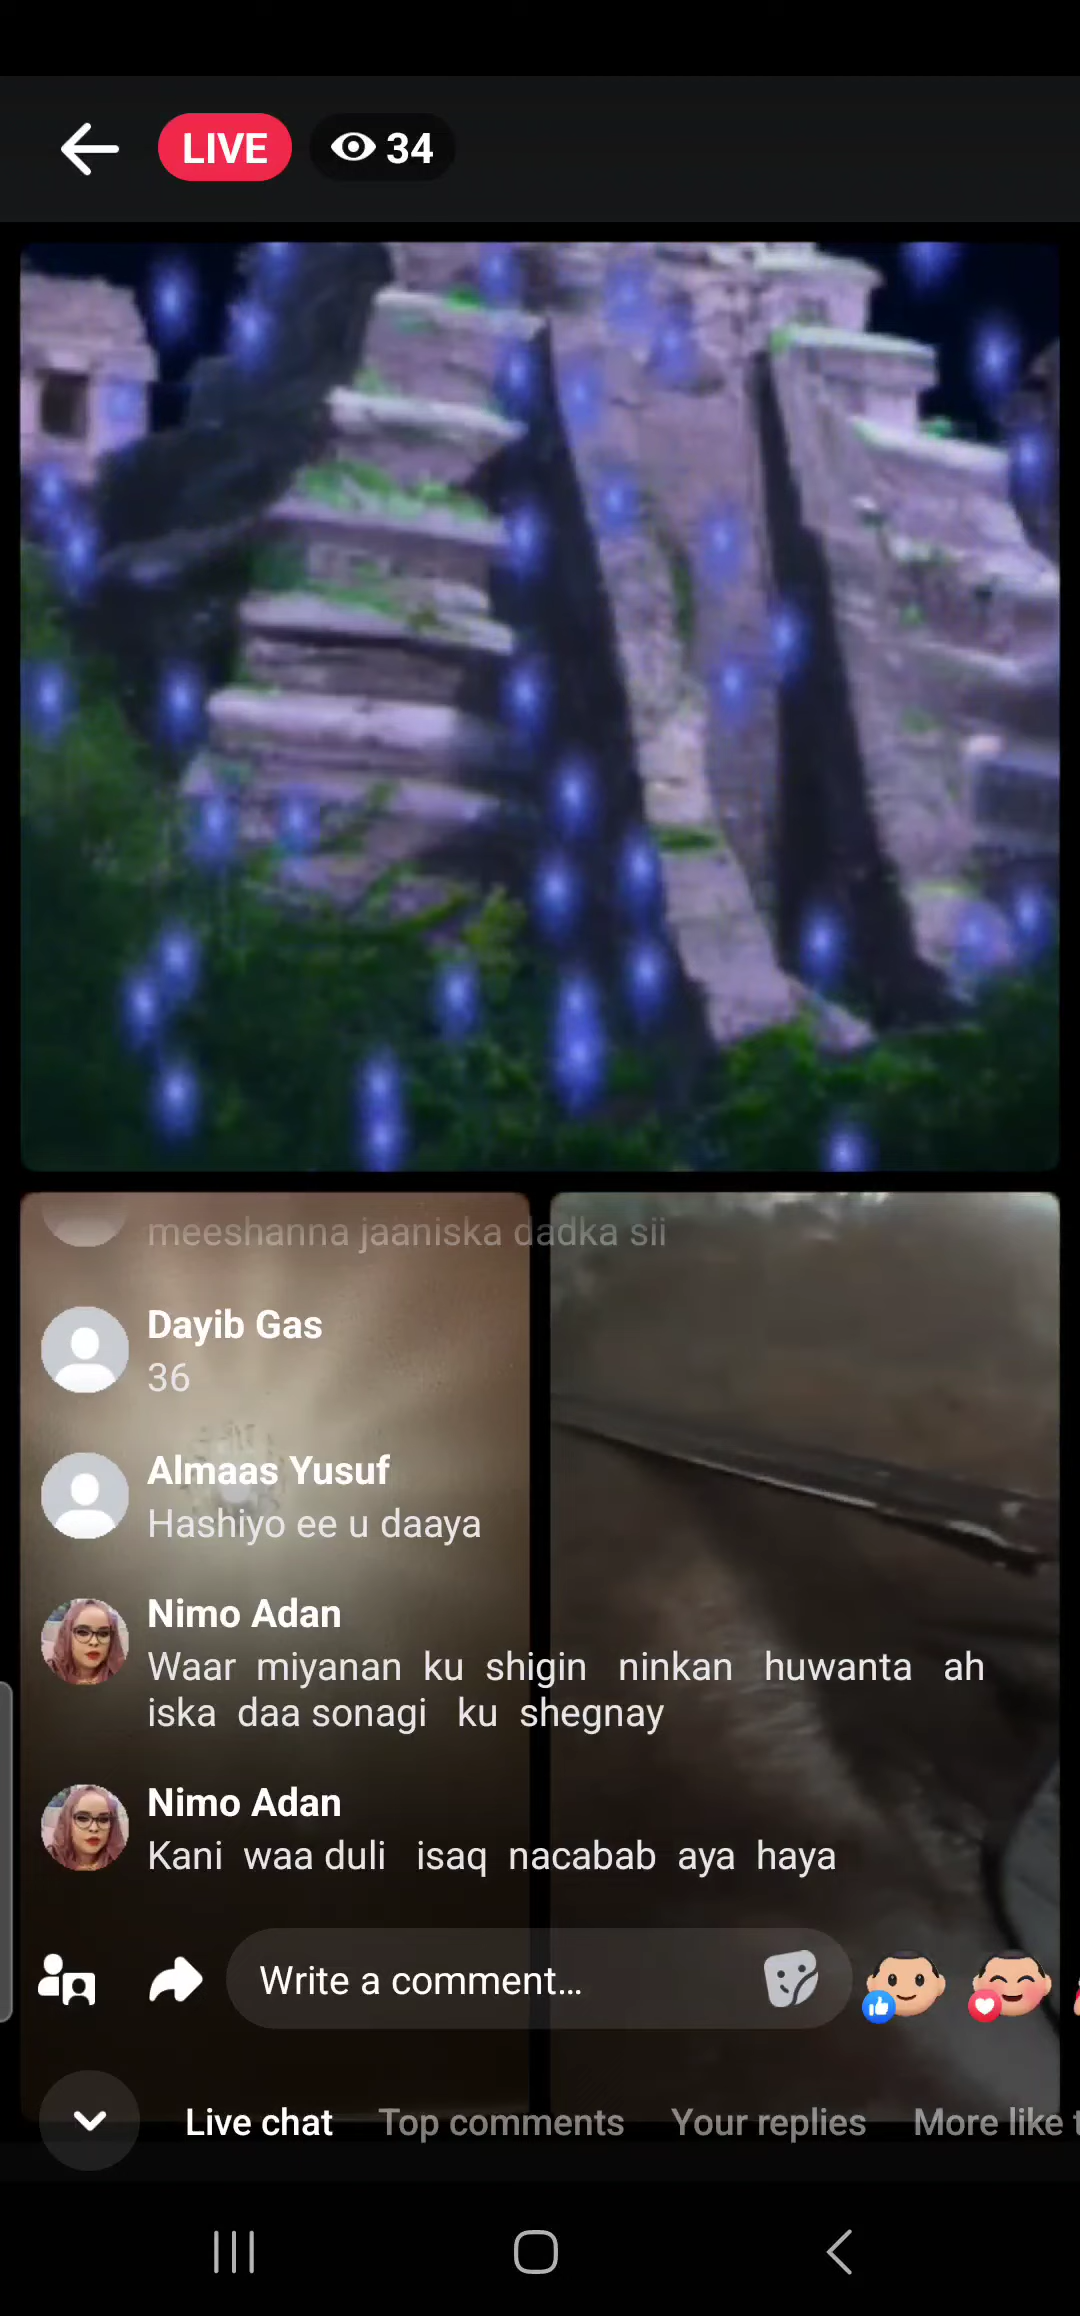 LIVE
34
meeshanna jaaniska dadka sii
Dayib Gas
36
Almaas Yusuf
Hashiyo ee u daaya
Nimo Adan
Waar miyanan ku shigin ninkan huwanta ah
iska daa sonagi ku shegnay
Nimo Adan
Kani waa duli isaq nacabab aya haya
Write a comment...
Live chat Top comments Your replies More like